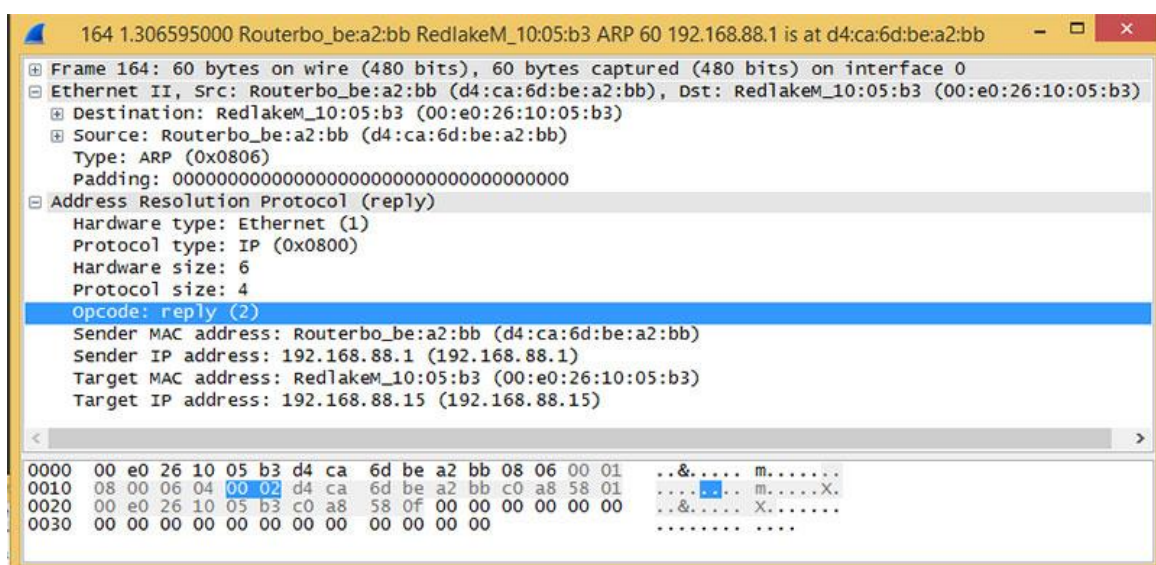 164 1.306595000 Routerbo_be:a2:bb RedlakeM_10:05:b3 ARP 60 192.168.88.1 is at d4:ca:6d:be:a2:bb
Frame 164: 60 bytes on wire (480 bits), 60 bytes captured (480 bits) on interface 0
Ethernet II, Src: Routerbo_be:a2:bb (d4:ca:6d:be:a2:bb), Dst: RedlakeM_10:05:b3 (00:e0:26:10:05:b3)
Destination: RedlakeM_10:05:b3 (00:e0:26:10:05:b3)
Source: Routerbo_be:a2:bb (d4:ca:6d:be:a2:bb)
Type: ARP (0x0806)
Padding: 000000000000000000000000000000000000
Address Resolution Protocol (reply)
Hardware type: Ethernet (1)
Protocol type: IP (0x0800)
Hardware size: 6
Protocol size: 4
Opcode: reply (2)
Sender MAC address: Routerbo_be:a2:bb (d4:ca:6d:be:a2:bb)
Sender IP address: 192.168.88.1 (192.168.88.1)
Target MAC address: RedlakeM_10:05:b3 (00:e0:26:10:05:b3)
Target IP address: 192.168.88.15 (192.168.88.15)
0000 00 e0 26 10 05 b3 d4 ca 6d be a2 bb 08 06 00 01 ..&..... m.......
0010 08 00 06 04 00 02 d4 ca 6d be a2 bb c0 a8 58 01 ........ m.....X.
0020 00 e0 26 10 05 b3 c0 a8 58 0f 00 00 00 00 00 00 ..&..... X.......
0030 00 00 00 00 00 00 00 00 00 00 00 00 ........ ....